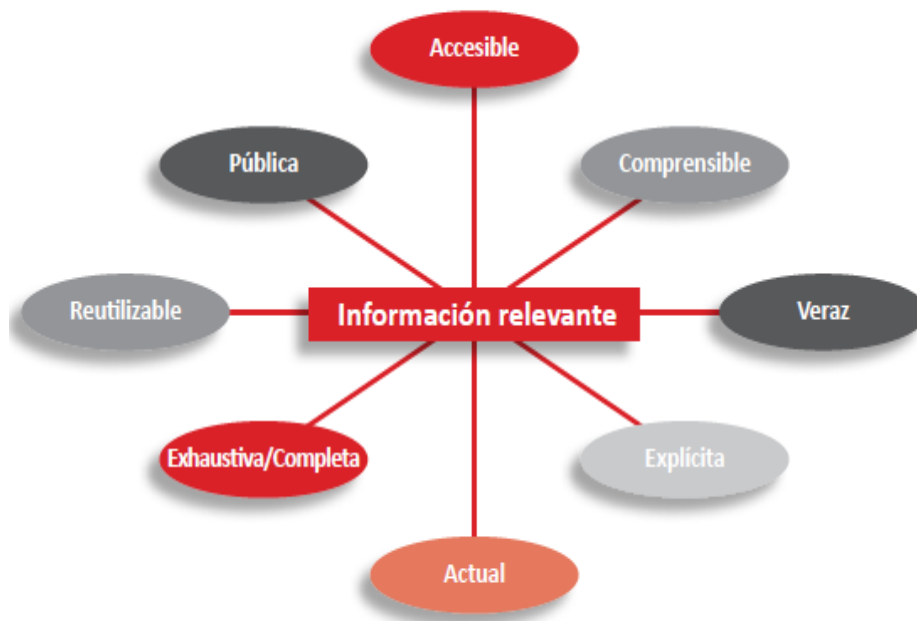 Accesible
Pública
Comprensible
Reutilizable
Información relevante
Veraz
Exhaustiva/Completa
Explícita
Actual